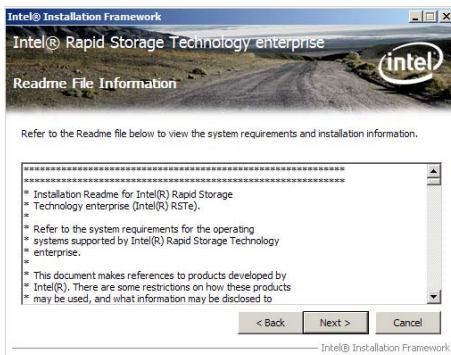 Intel® Installation Framework
Intel® Rapid Storage Technology enterprise
intel
Readme File Information
Refer to the Readme file below to view the system requirements and installation information.
******************************************************************
******************************************************************
* Installation Readme for Intel(R) Rapid Storage
* Technology enterprise (Intel(R) RSTe).
*
* Refer to the system requirements for the operating
* systems supported by Intel(R) Rapid Storage Technology
* enterprise.
*
* This document makes references to products developed by
* Intel(R). There are some restrictions on how these products
* may be used, and what information may be disclosed to
< Back
Next >
Cancel
Intel® Installation Framework